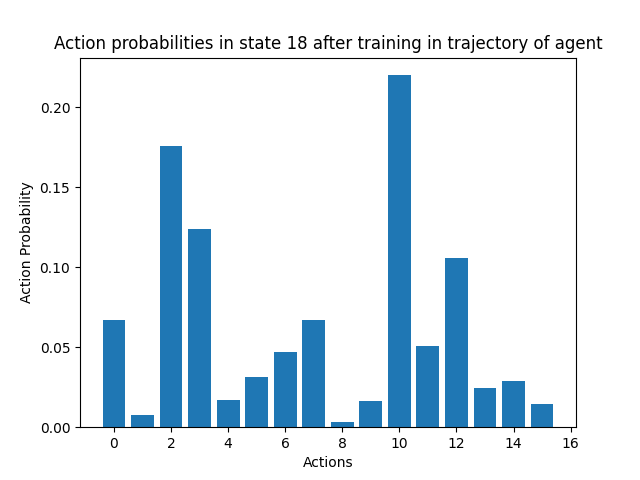 Action probabilities in state 18 after training in trajectory of agent
Action Probability
0.20
0.15
0.10
0.05
0.00
0 2 4 6 8 10 12 14 16
Actions